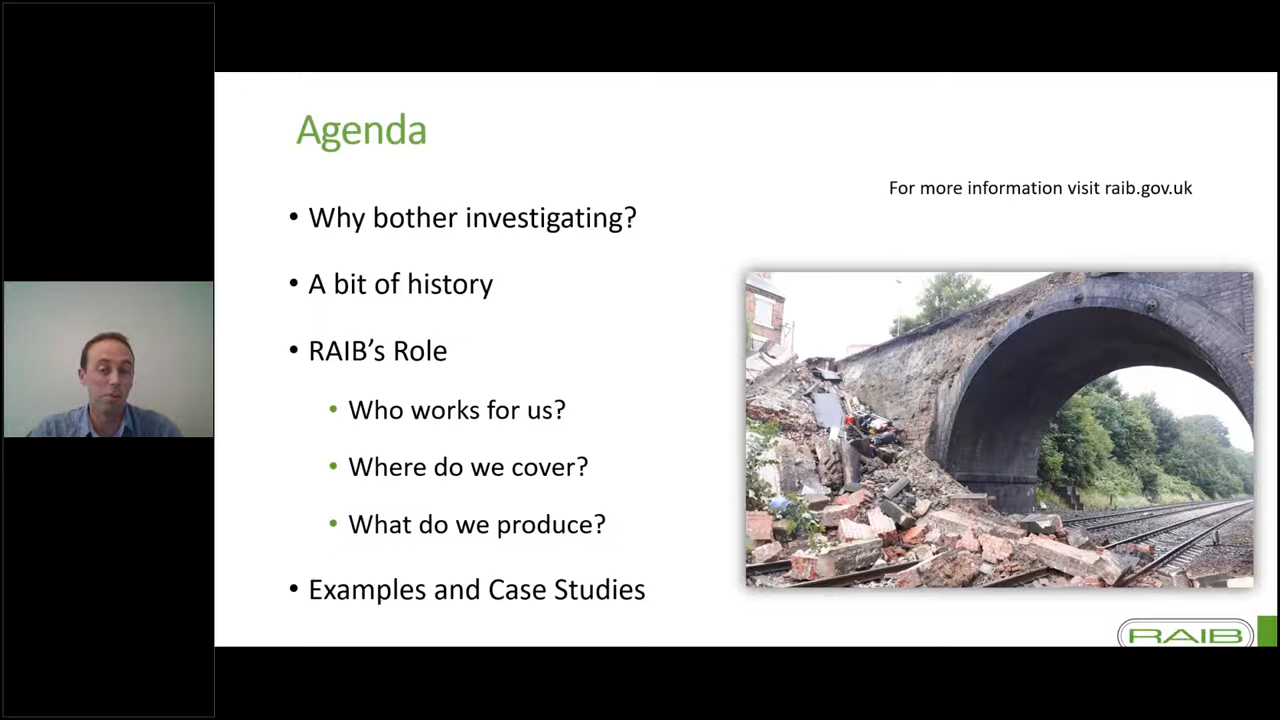 Agenda
For more information visit raib.gov.uk
• Why bother investigating?
• A bit of history
• RAIB's Role
• Who works for us?
• Where do we cover?
• What do we produce?
• Examples and Case Studies
RAIB